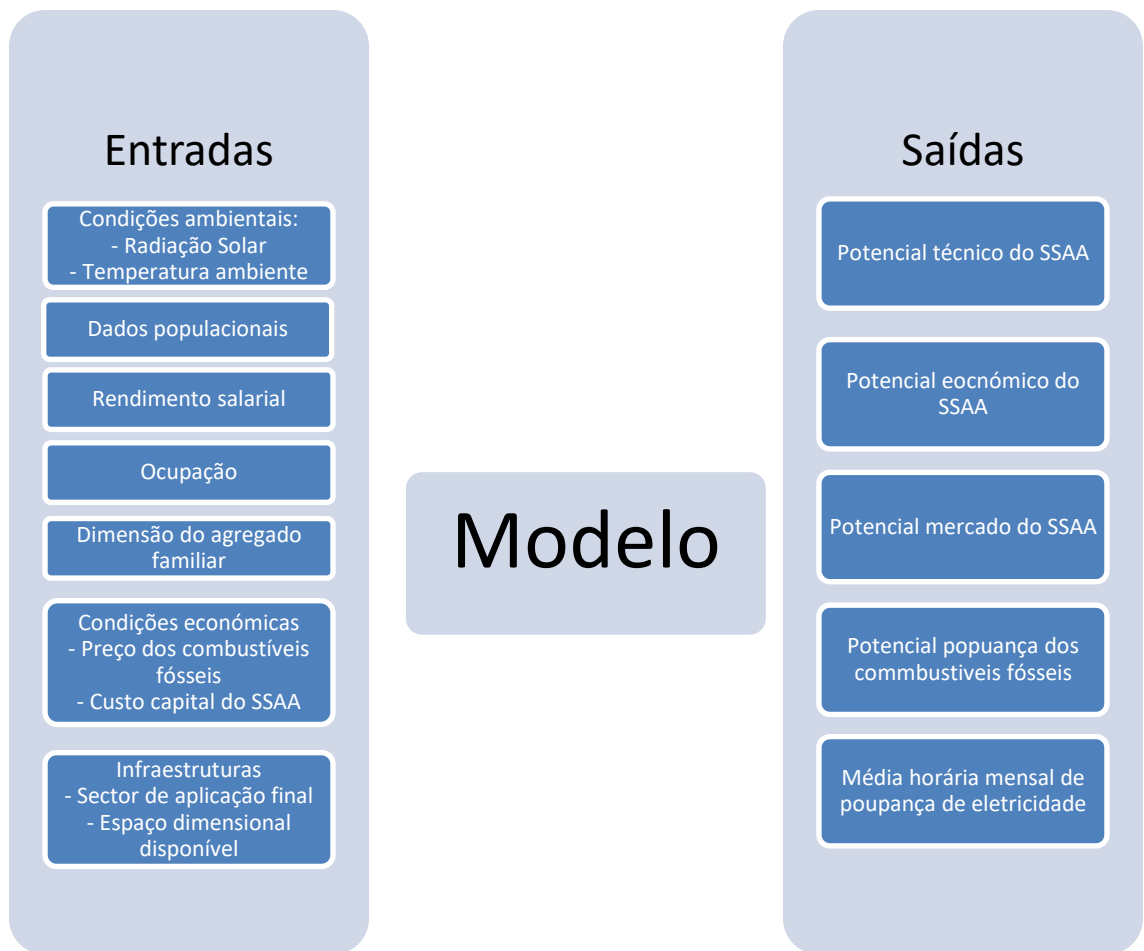 Entradas
Condições ambientais:
- Radiação Solar
- Temperatura ambiente
Dados populacionais
Rendimento salarial
Ocupação
Dimensão do agregado
familiar
Condições económicas
- Preço dos combustíveis
fósseis
- Custo capital do SSAA
Infraestruturas
- Sector de aplicação final
- Espaço dimensional
disponível
Modelo
Saídas
Potencial técnico do SSAA
Potencial eocnómico do
SSAA
Potencial mercado do SSAA
Potencial popuança dos
commbustiveis fósseis
Média horária mensal de
poupança de eletricidade